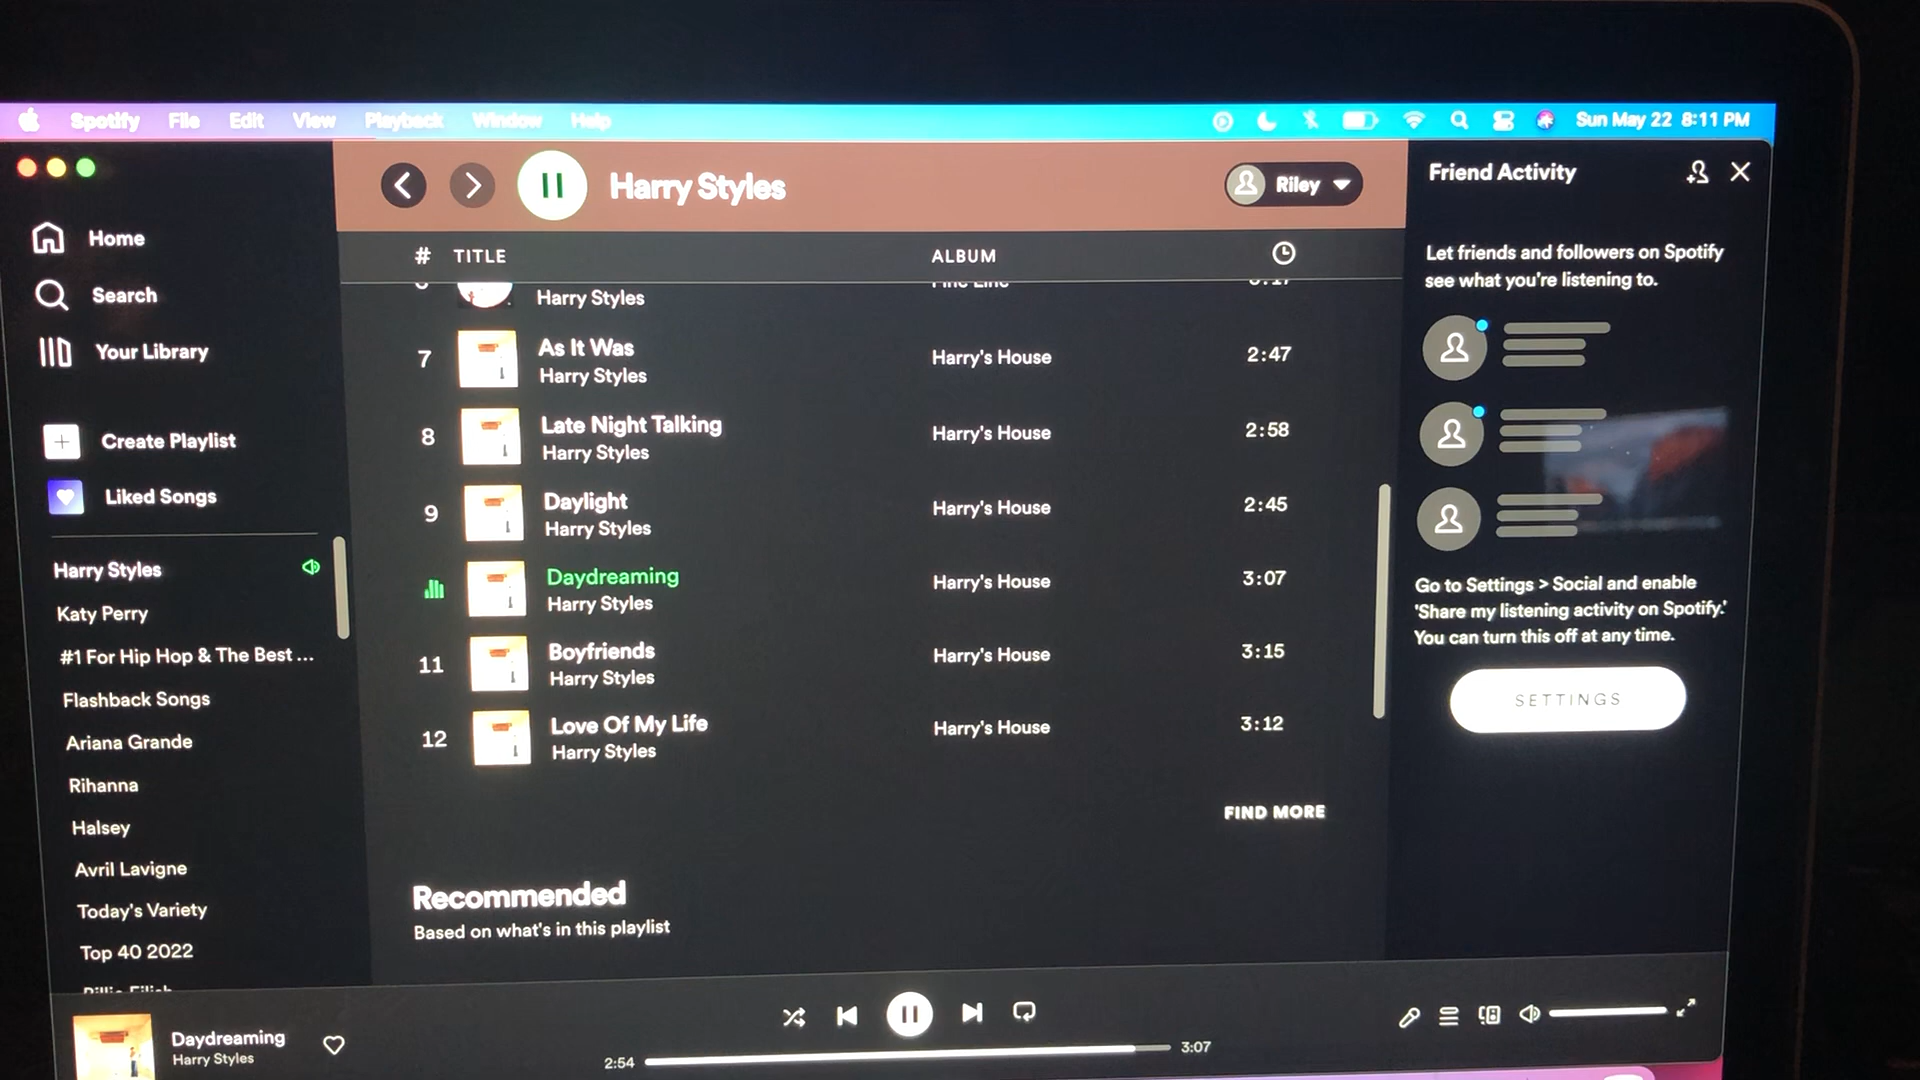 Spotify File Edit View Playback Window Help Sun May 22 8:11 PM
Home
Search
Your Library
Create Playlist
Liked Songs
Harry Styles
Katy Perry
#1 For Hip Hop & The Best ...
Flashback Songs
Ariana Grande
Rihanna
Halsey
Avril Lavigne
Today's Variety
Top 40 2022
Harry Styles
Riley
# TITLE ALBUM
Harry Styles
7 As It Was Harry's House 2:47
Harry Styles
8 Late Night Talking Harry's House 2:58
Harry Styles
9 Daylight Harry's House 2:45
Harry Styles
Daydreaming Harry's House 3:07
Harry Styles
11 Boyfriends Harry's House 3:15
Harry Styles
12 Love Of My Life Harry's House 3:12
Harry Styles
FIND MORE
Recommended
Based on what's in this playlist
Friend Activity
Let friends and followers on Spotify
see what you're listening to.
Go to Settings > Social and enable
'Share my listening activity on Spotify.'
You can turn this off at any time.
SETTINGS
Daydreaming
Harry Styles
2:54 3:07